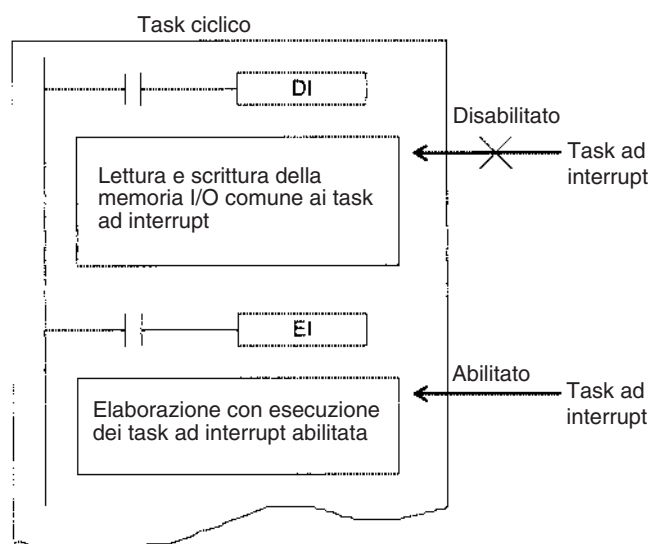 Task ciclico
DI
Disabilitato
Task ad
interrupt
Lettura e scrittura della
memoria I/O comune ai task
ad interrupt
EI
Abilitato
Task ad
interrupt
Elaborazione con esecuzione
dei task ad interrupt abilitata